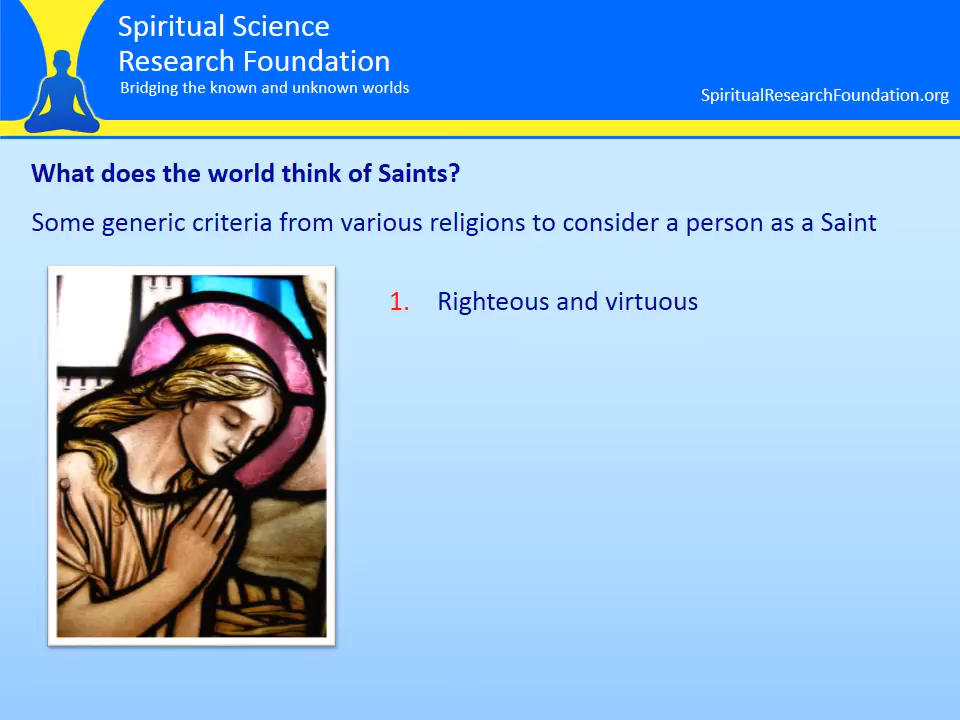 Spiritual Science
Research Foundation
Bridging the known and unknown worlds
SpiritualResearchFoundation.org
What does the world think of Saints?
Some generic criteria from various religions to consider a person as a Saint
1. Righteous and virtuous